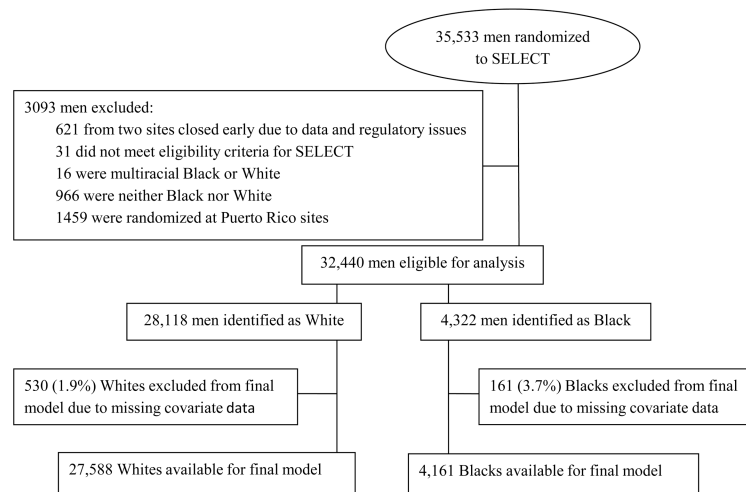 35,533 men randomized
to SELECT
3093 men excluded:
621 from two sites closed early due to data and regulatory issues
31 did not meet eligibility criteria for SELECT
16 were multiracial Black or White
966 were neither Black nor White
1459 were randomized at Puerto Rico sites
32,440 men eligible for analysis
28,118 men identified as White
4,322 men identified as Black
530 (1.9%) Whites excluded from final
model due to missing covariate data
161 (3.7%) Blacks excluded from final
model due to missing covariate data
27,588 Whites available for final model
4,161 Blacks available for final model